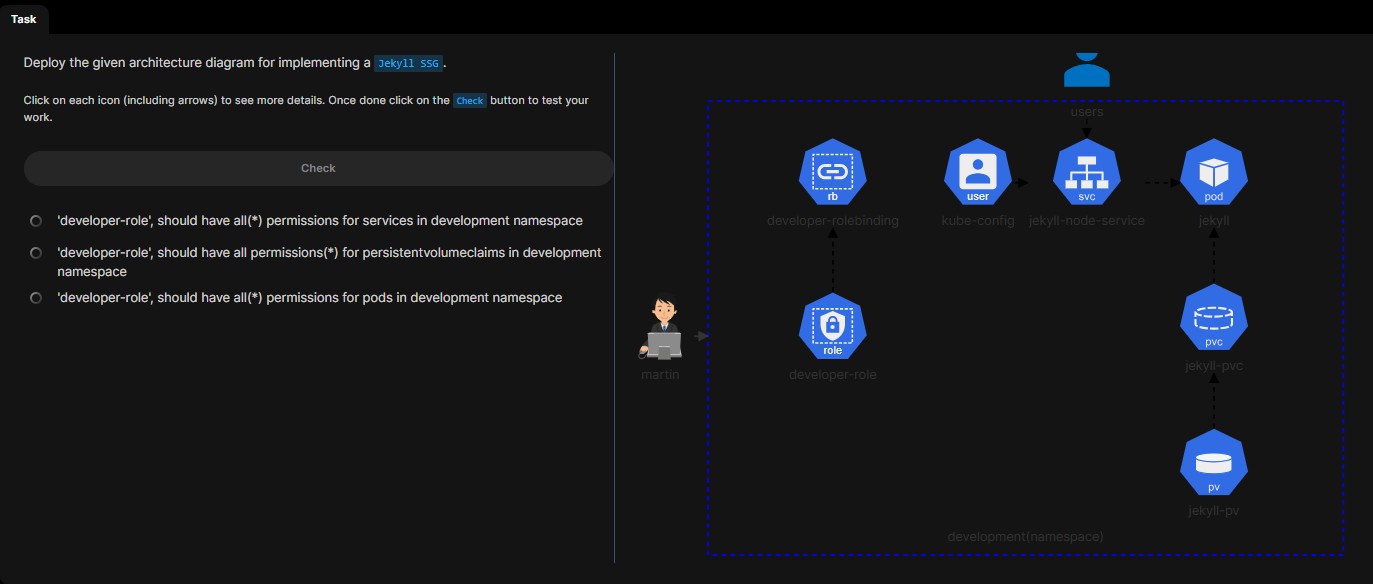 Task
Deploy the given architecture diagram for implementing a Jekyll SSG.
Click on each icon (including arrows) to see more details. Once done click on the Check button to test your
work.
Check
'developer-role', should have all(*) permissions for services in development namespace
'developer-role', should have all permissions(*) for persistentvolumeclaims in development
namespace
'developer-role', should have all(*) permissions for pods in development namespace
users
rb
user
svc
pod
developer-rolebinding
kube-config
jekyll-node-service
jekyll
martin
role
developer-role
pvc
jekyll-pvc
pv
jekyll-pv
development(namespace)